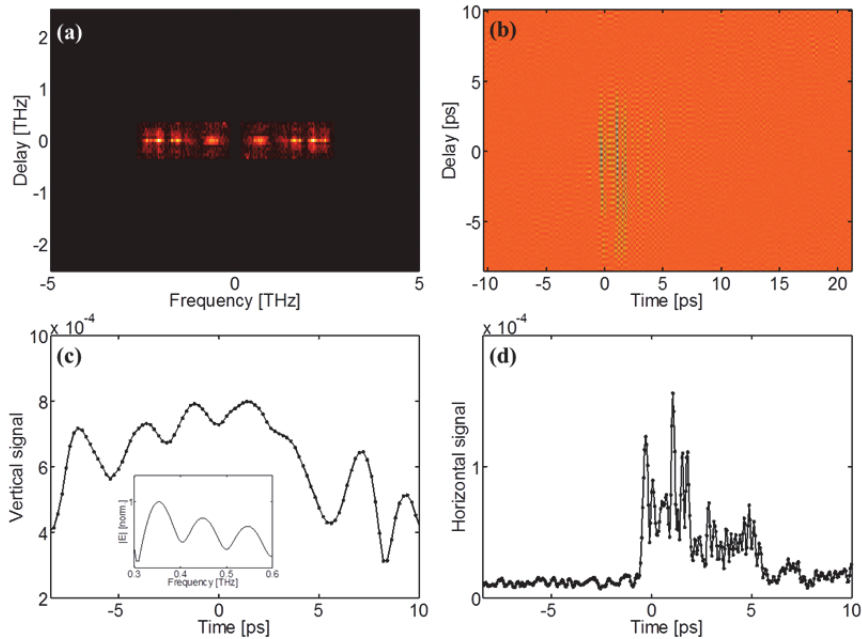 (a)
Delay [THz]
2
1
0
-1
-2
-5
0
5
Frequency [THz]
(b)
Delay [ps]
10
5
0
-5
-10
-5
0
5
10
15
20
Time [ps]
x 10⁻⁴
(c)
Vertical signal
10
8
6
4
2
-5
0
5
10
Time [ps]
|E| [norm.]
1
0.3
0.4
0.5
0.6
Frequency [THz]
x 10⁻⁴
(d)
Horizontal signal
1
0
-5
0
5
10
Time [ps]